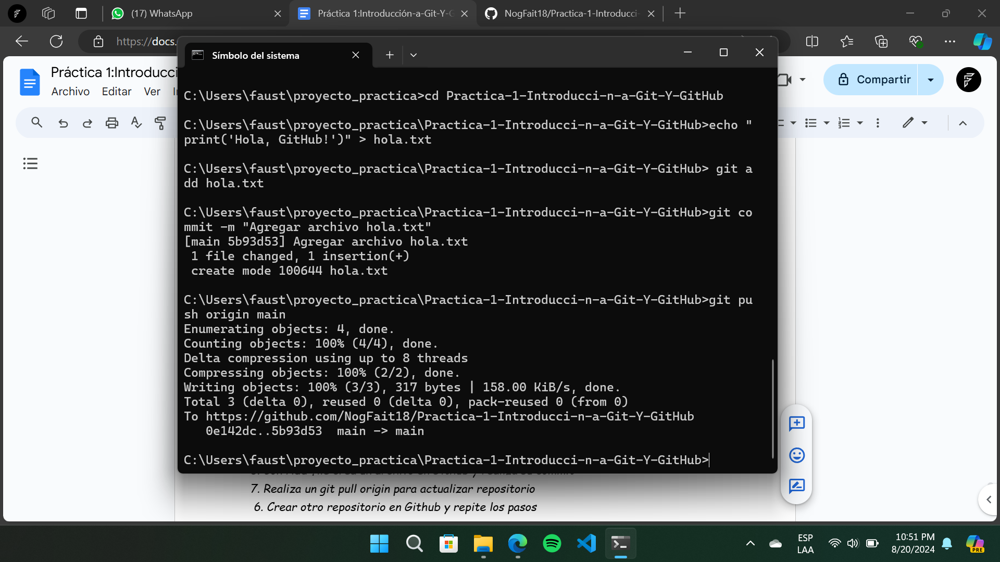 (17) WhatsApp
Práctica 1:Introducción-a-Git-Y-G
NogFait18/Practica-1-Introducci-
https://docs.
Símbolo del sistema
Práctica 1:Introducci
Archivo Editar Ver
Compartir
C:\Users\faust\proyecto_practica>cd Practica-1-Introducci-n-a-Git-Y-GitHub
C:\Users\faust\proyecto_practica\Practica-1-Introducci-n-a-Git-Y-GitHub>echo "
print('Hola, GitHub!')" > hola.txt
C:\Users\faust\proyecto_practica\Practica-1-Introducci-n-a-Git-Y-GitHub> git a
dd hola.txt
C:\Users\faust\proyecto_practica\Practica-1-Introducci-n-a-Git-Y-GitHub>git co
mmit -m "Agregar archivo hola.txt"
[main 5b93d53] Agregar archivo hola.txt
1 file changed, 1 insertion(+)
create mode 100644 hola.txt
C:\Users\faust\proyecto_practica\Practica-1-Introducci-n-a-Git-Y-GitHub>git pu
sh origin main
Enumerating objects: 4, done.
Counting objects: 100% (4/4), done.
Delta compression using up to 8 threads
Compressing objects: 100% (2/2), done.
Writing objects: 100% (3/3), 317 bytes | 158.00 KiB/s, done.
Total 3 (delta 0), reused 0 (delta 0), pack-reused 0 (from 0)
To https://github.com/NogFait18/Practica-1-Introducci-n-a-Git-Y-GitHub
0e142dc..5b93d53 main -> main
C:\Users\faust\proyecto_practica\Practica-1-Introducci-n-a-Git-Y-GitHub>
7. Realiza un git pull origin para actualizar repositorio
6. Crear otro repositorio en Github y repite los pasos
ESP
LAA
10:51 PM
8/20/2024
PRE